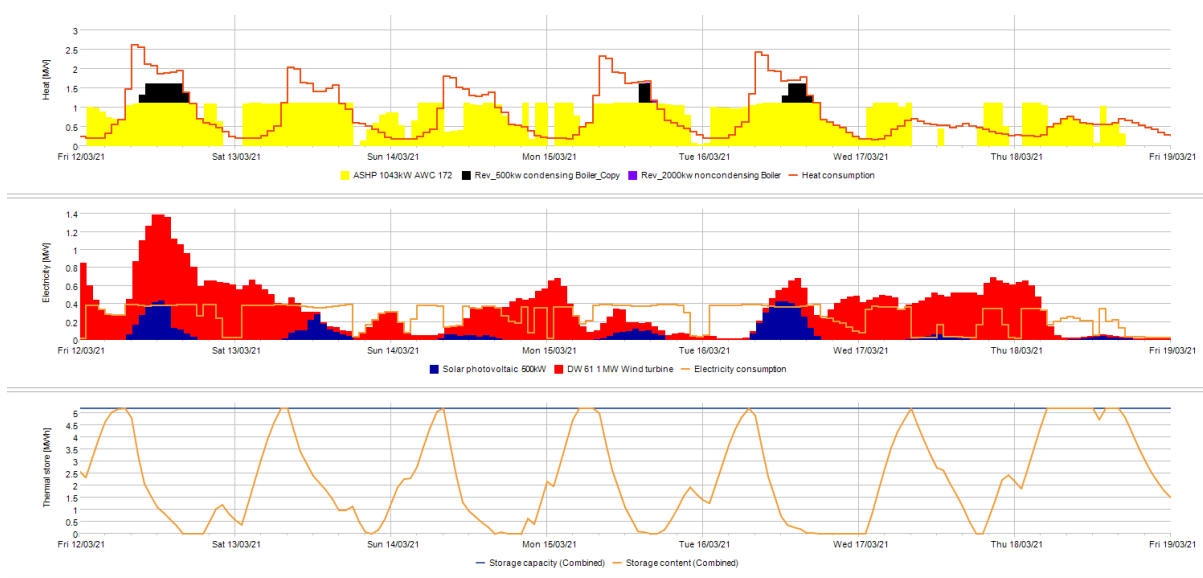 Heat [MW]
3
2.5
2
1.5
1
0.5
0
Fri 12/03/21 Sat 13/03/21 Sun 14/03/21 Mon 15/03/21 Tue 16/03/21 Wed 17/03/21 Thu 18/03/21 Fri 19/03/21
ASHP 1043kW AWC 172 Rev_500kw condensing Boiler_Copy Rev_2000kw noncondensing Boiler Heat consumption
Electricity [MW]
1.4
1.2
1
0.8
0.6
0.4
0.2
0
Fri 12/03/21 Sat 13/03/21 Sun 14/03/21 Mon 15/03/21 Tue 16/03/21 Wed 17/03/21 Thu 18/03/21 Fri 19/03/21
Solar photovoltaic 500kW DW 61 1 MW Wind turbine Electricity consumption
Thermal store [MWh]
5
4.5
4
3.5
3
2.5
2
1.5
1
0.5
0
Fri 12/03/21 Sat 13/03/21 Sun 14/03/21 Mon 15/03/21 Tue 16/03/21 Wed 17/03/21 Thu 18/03/21 Fri 19/03/21
Storage capacity (Combined) Storage content (Combined)